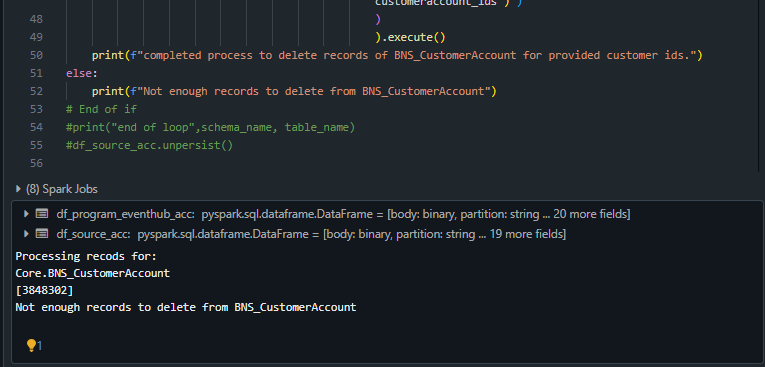 customeraccount_ids") )
48 )
49 ).execute()
50 print(f"completed process to delete records of BNS_CustomerAccount for provided customer ids.")
51 else:
52 print(f"Not enough records to delete from BNS_CustomerAccount")
53 # End of if
54 #print("end of loop",schema_name, table_name)
55 #df_source_acc.unpersist()
56
(8) Spark Jobs
df_program_eventhub_acc: pyspark.sql.dataframe.DataFrame = [body: binary, partition: string ... 20 more fields]
df_source_acc: pyspark.sql.dataframe.DataFrame = [body: binary, partition: string ... 19 more fields]
Processing recods for:
Core.BNS_CustomerAccount
[3848302]
Not enough records to delete from BNS_CustomerAccount
1